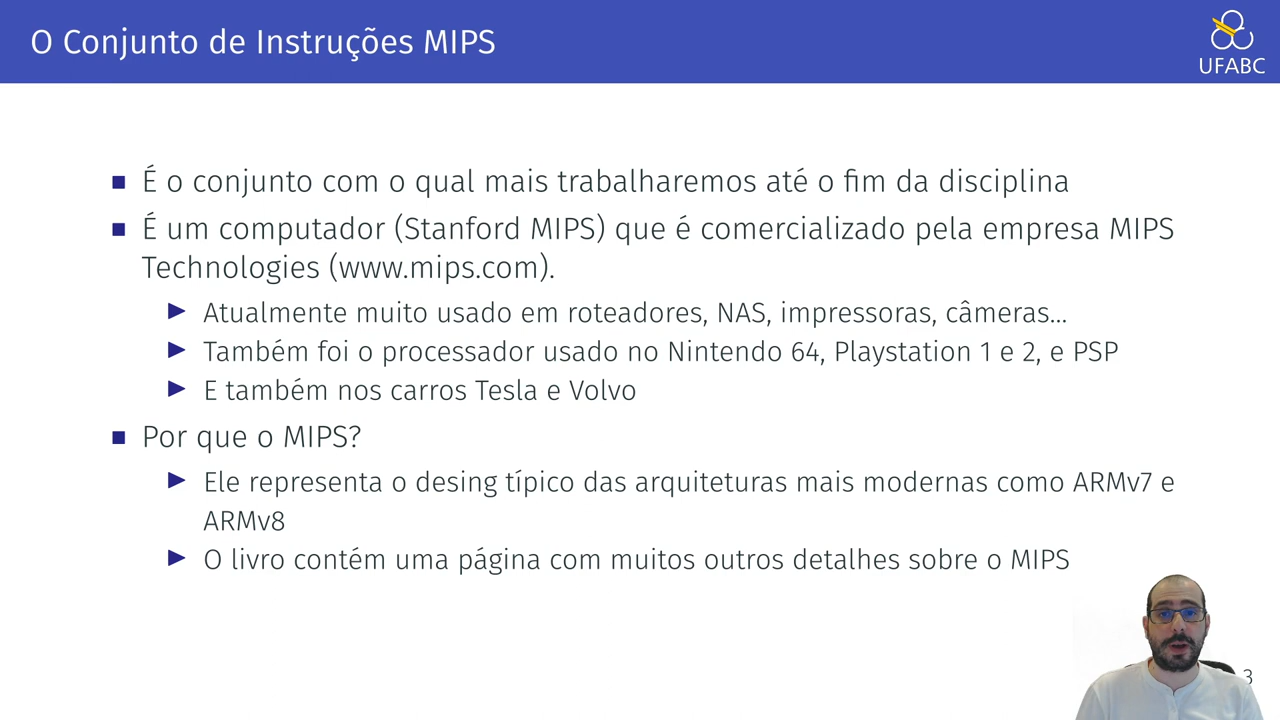 O Conjunto de Instruções MIPS
UFABC
É o conjunto com o qual mais trabalharemos até o fim da disciplina
É um computador (Stanford MIPS) que é comercializado pela empresa MIPS
Technologies (www.mips.com).
Atualmente muito usado em roteadores, NAS, impressoras, câmeras...
Também foi o processador usado no Nintendo 64, Playstation 1 e 2, e PSP
E também nos carros Tesla e Volvo
Por que o MIPS?
Ele representa o desing típico das arquiteturas mais modernas como ARMv7 e
ARMv8
O livro contém uma página com muitos outros detalhes sobre o MIPS
3